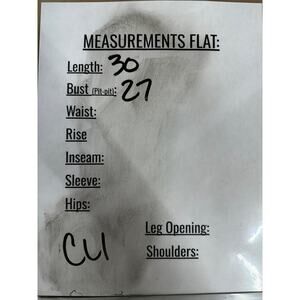 MEASUREMENTS FLAT:
Length: 30
Bust (Pit-pit): 27
Waist:
Rise
Inseam:
Sleeve:
Hips:
Leg Opening:
CU
Shoulders: